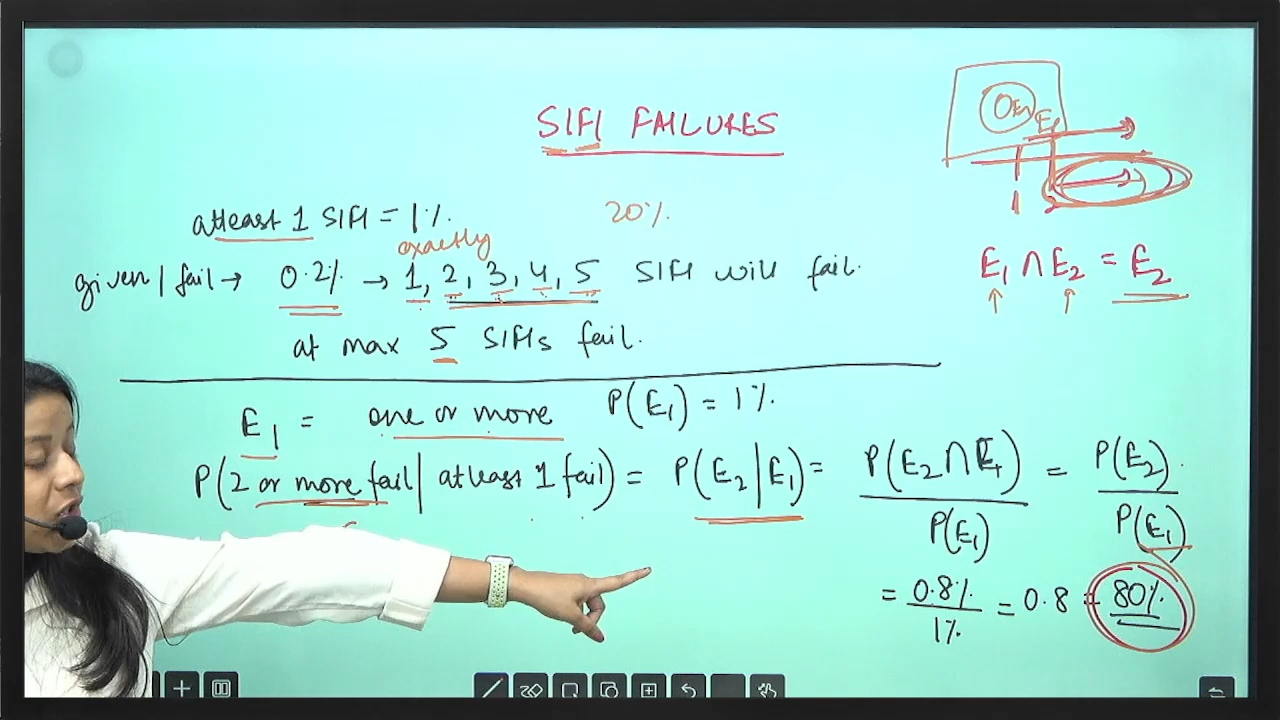 SIFI FAILURES
atleast 1 SIFI = 1%.
20%.
exactly
given 1 fail → 0.2% → 1, 2, 3, 4, 5 SIFI will fail.
at max 5 SIFIs fail.
E1
1
E1 ∩ E2 = E2
E1 = one or more P(E1) = 1%.
P(2 or more fail | atleast 1 fail) = P(E2 | E1) = P(E2 ∩ E1) / P(E1) = P(E2) / P(E1)
= 0.8% / 1% = 0.8 = 80%